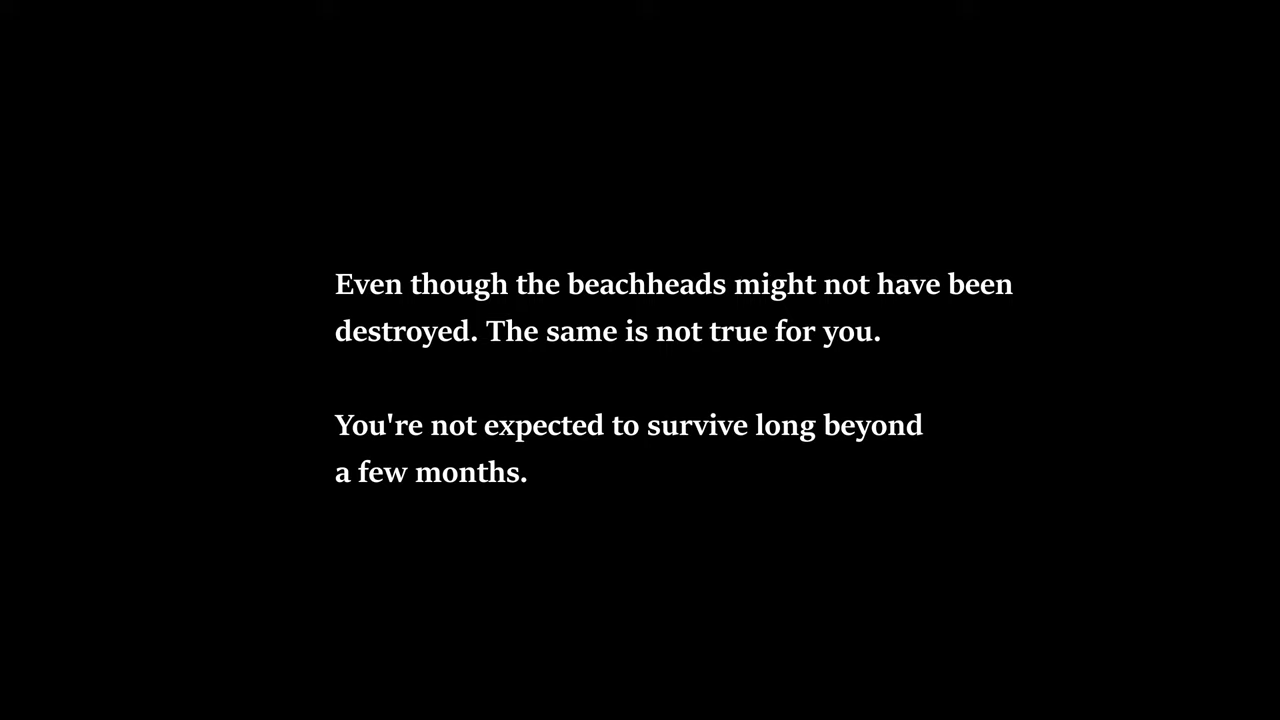 Even though the beachheads might not have been
destroyed. The same is not true for you.
You're not expected to survive long beyond
a few months.